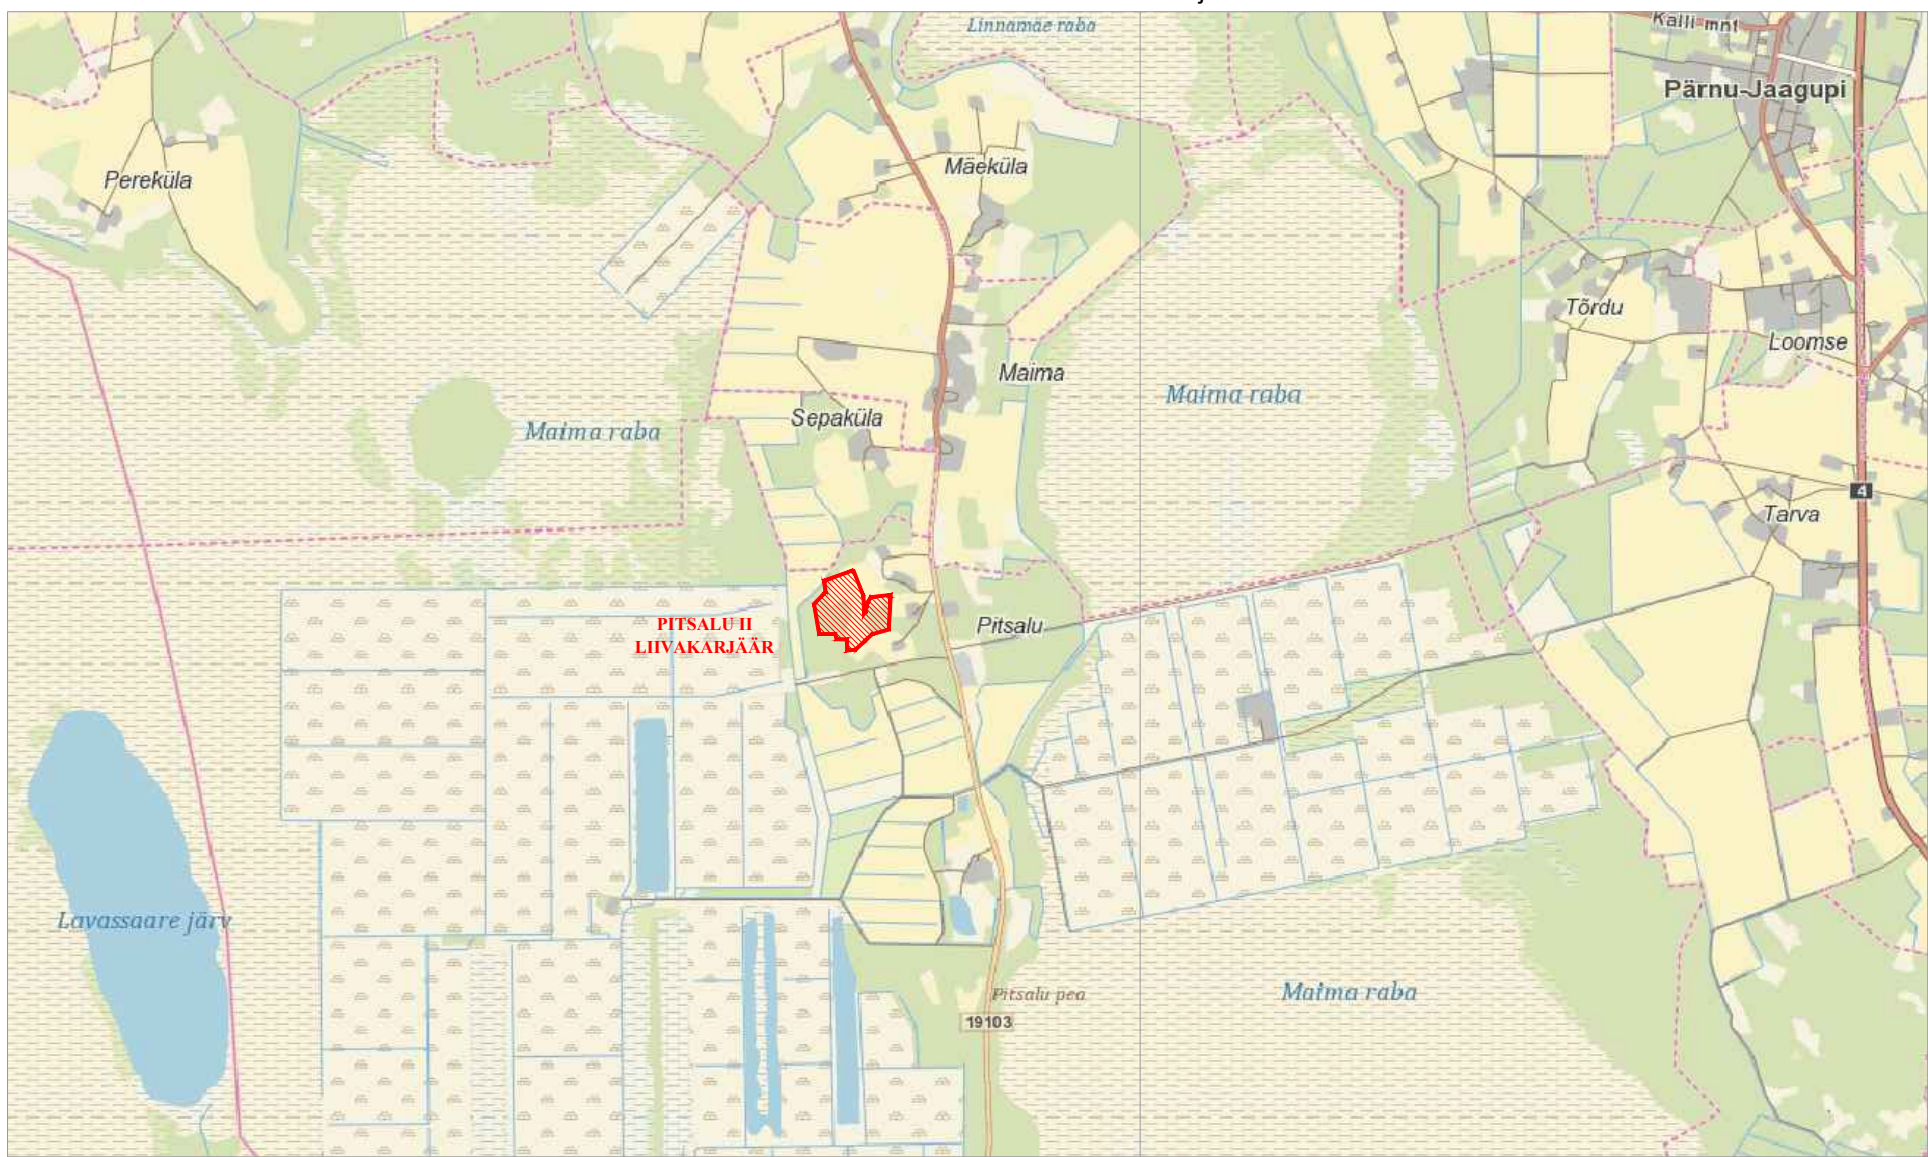 Linnamäe raba
Kalli mnt
Pärnu-Jaagupi
Mäeküla
Pereküla
Tõrdu
Loomse
Maima
Maima raba
Sepaküla
Maima raba
4
Tarva
PITSALU II
LIIVAKARJÄÄR
Pitsalu
Lavassaare järv
Pitsalu pea
Maima raba
19103